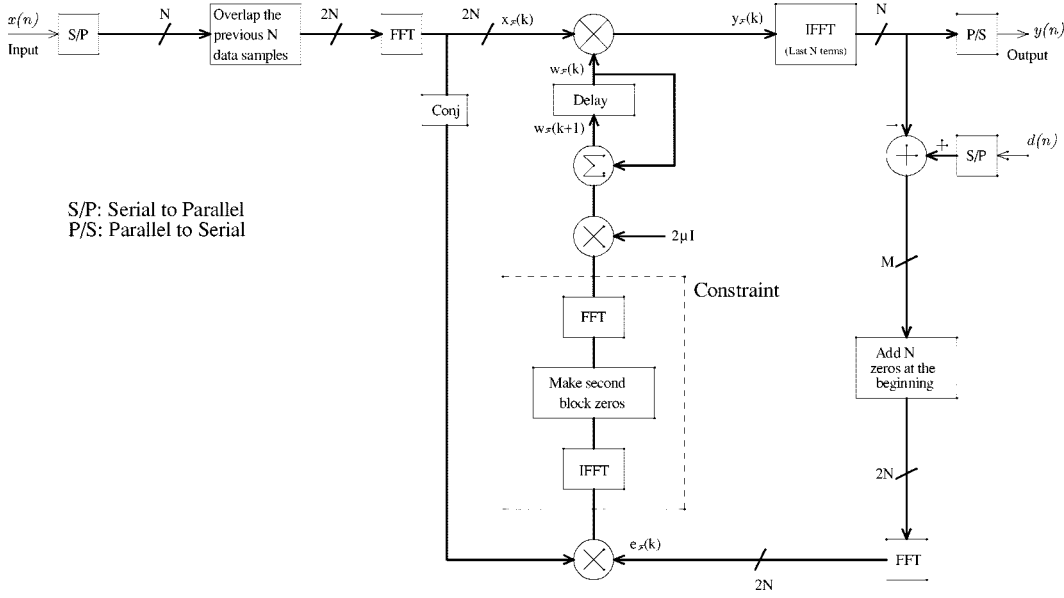 x(n)
Input
S/P
N
Overlap the
previous N
data samples
2N
FFT
2N
x𝓕(k)
y𝓕(k)
IFFT
(Last N terms)
N
P/S
y(n)
Output
Conj
w𝓕(k)
Delay
w𝓕(k+1)
Σ
−
+
+
S/P
d(n)
S/P: Serial to Parallel
P/S: Parallel to Serial
2μI
M
Constraint
FFT
Make second
block zeros
IFFT
Add N
zeros at the
beginning
2N
e𝓕(k)
2N
FFT